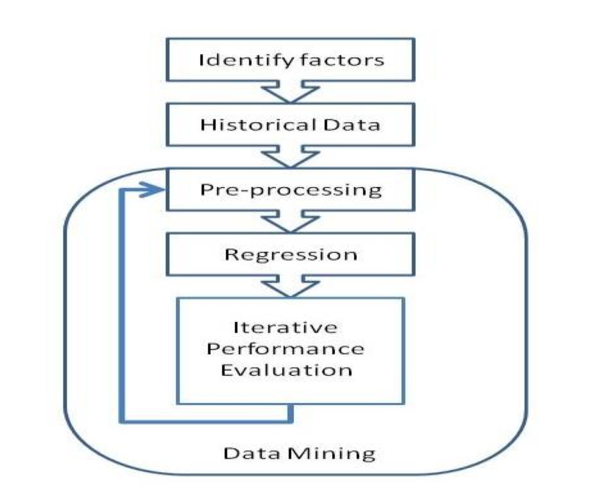 Identify factors
Historical Data
Pre-processing
Regression
Iterative
Performance
Evaluation
Data Mining